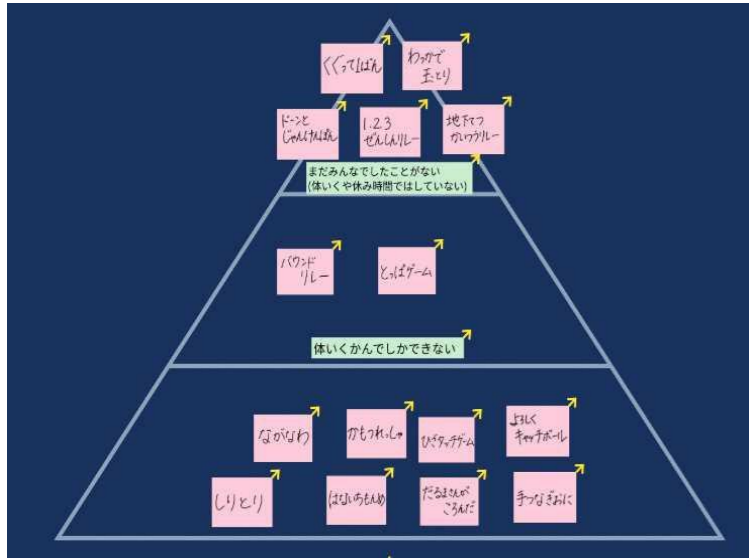 くぐって1ばん
わっかで
玉とり
ドーンと
じゃんけんぽん
1.2.3
ぜんしんリレー
地下てつ
かいつうリレー
まだみんなでしたことがない
(体いくや休み時間ではしていない)
バウンド
リレー
とっぱゲーム
体いくかんでしかできない
ながなわ
かもつれっしゃ
ひざタッチゲーム
よろしく
キャッチボール
しりとり
はないちもんめ
だるまさんが
ころんだ
手つなぎおに